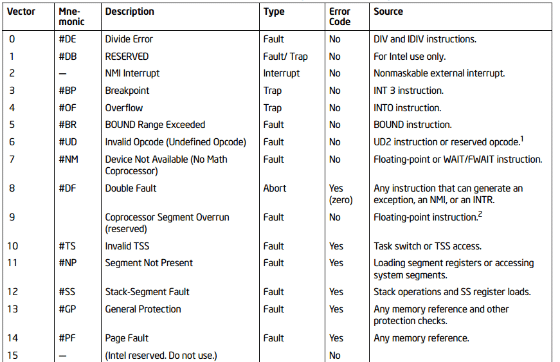 Vector Mne-monic Description Type Error Code Source
0 #DE Divide Error Fault No DIV and IDIV instructions.
1 #DB RESERVED Fault/ Trap No For Intel use only.
2 — NMI Interrupt Interrupt No Nonmaskable external interrupt.
3 #BP Breakpoint Trap No INT 3 instruction.
4 #OF Overflow Trap No INTO instruction.
5 #BR BOUND Range Exceeded Fault No BOUND instruction.
6 #UD Invalid Opcode (Undefined Opcode) Fault No UD2 instruction or reserved opcode.1
7 #NM Device Not Available (No Math Coprocessor) Fault No Floating-point or WAIT/FWAIT instruction.
8 #DF Double Fault Abort Yes (zero) Any instruction that can generate an exception, an NMI, or an INTR.
9 Coprocessor Segment Overrun (reserved) Fault No Floating-point instruction.2
10 #TS Invalid TSS Fault Yes Task switch or TSS access.
11 #NP Segment Not Present Fault Yes Loading segment registers or accessing system segments.
12 #SS Stack-Segment Fault Fault Yes Stack operations and SS register loads.
13 #GP General Protection Fault Yes Any memory reference and other protection checks.
14 #PF Page Fault Fault Yes Any memory reference.
15 — (Intel reserved. Do not use.) No